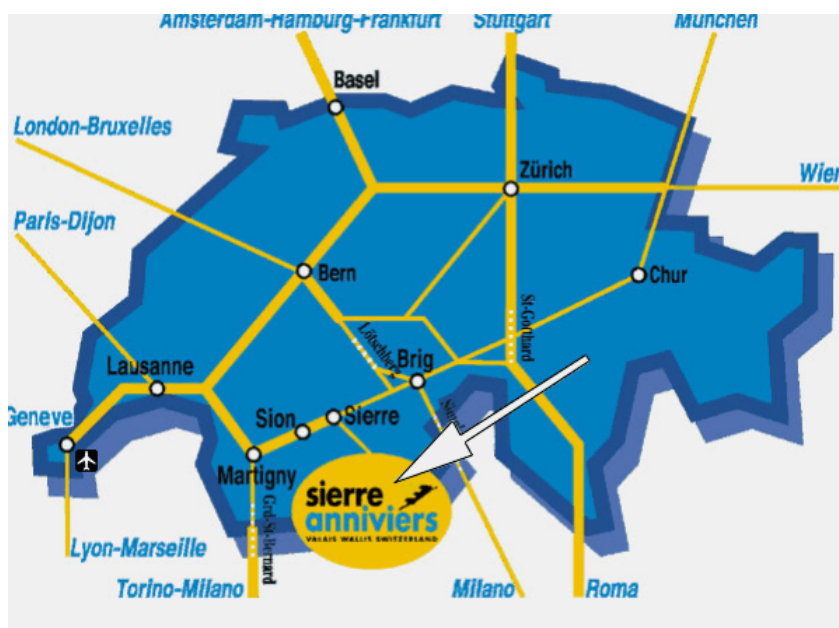 Amsterdam-Hamburg-Frankfurt
Stuttgart
München
Basel
London-Bruxelles
Zürich
Wien
Paris-Dijon
Bern
Chur
St-Gotthard
Lötschberg
Lausanne
Brig
Geneve
Sion
Sierre
Martigny
sierre
anniviers
VALAIS WALLIS SWITZERLAND
Grd-St-Bernard
Lyon-Marseille
Torino-Milano
Milano
Roma